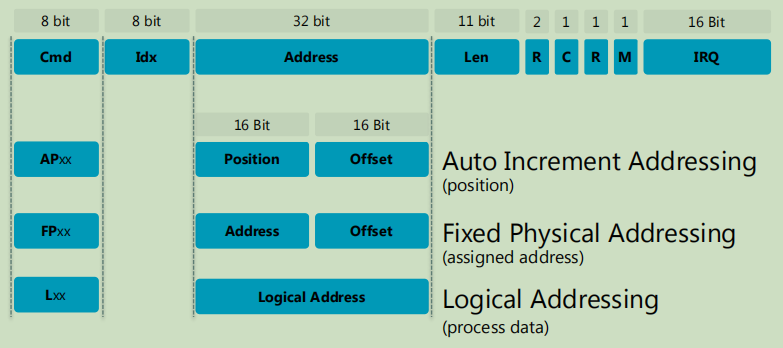 8 bit 8 bit 32 bit 11 bit 2 1 1 1 16 Bit
Cmd Idx Address Len R C R M IRQ
16 Bit 16 Bit
APxx Position Offset Auto Increment Addressing
(position)
FPxx Address Offset Fixed Physical Addressing
(assigned address)
Lxx Logical Address Logical Addressing
(process data)